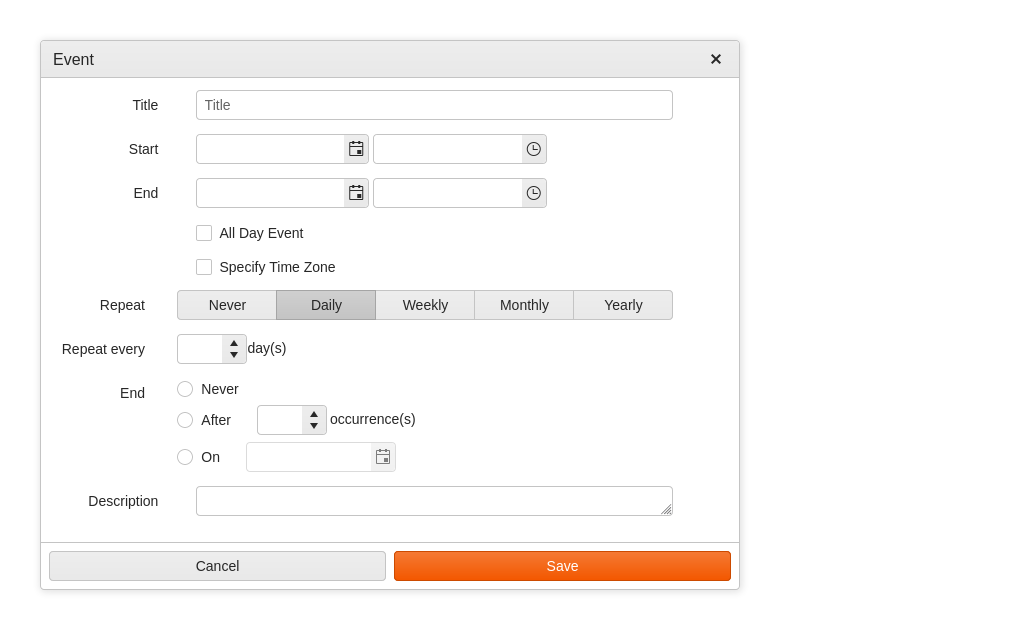 Event
Title Title
Start
End
All Day Event
Specify Time Zone
Repeat Never Daily Weekly Monthly Yearly
Repeat every day(s)
End Never
After occurrence(s)
On
Description
Cancel Save